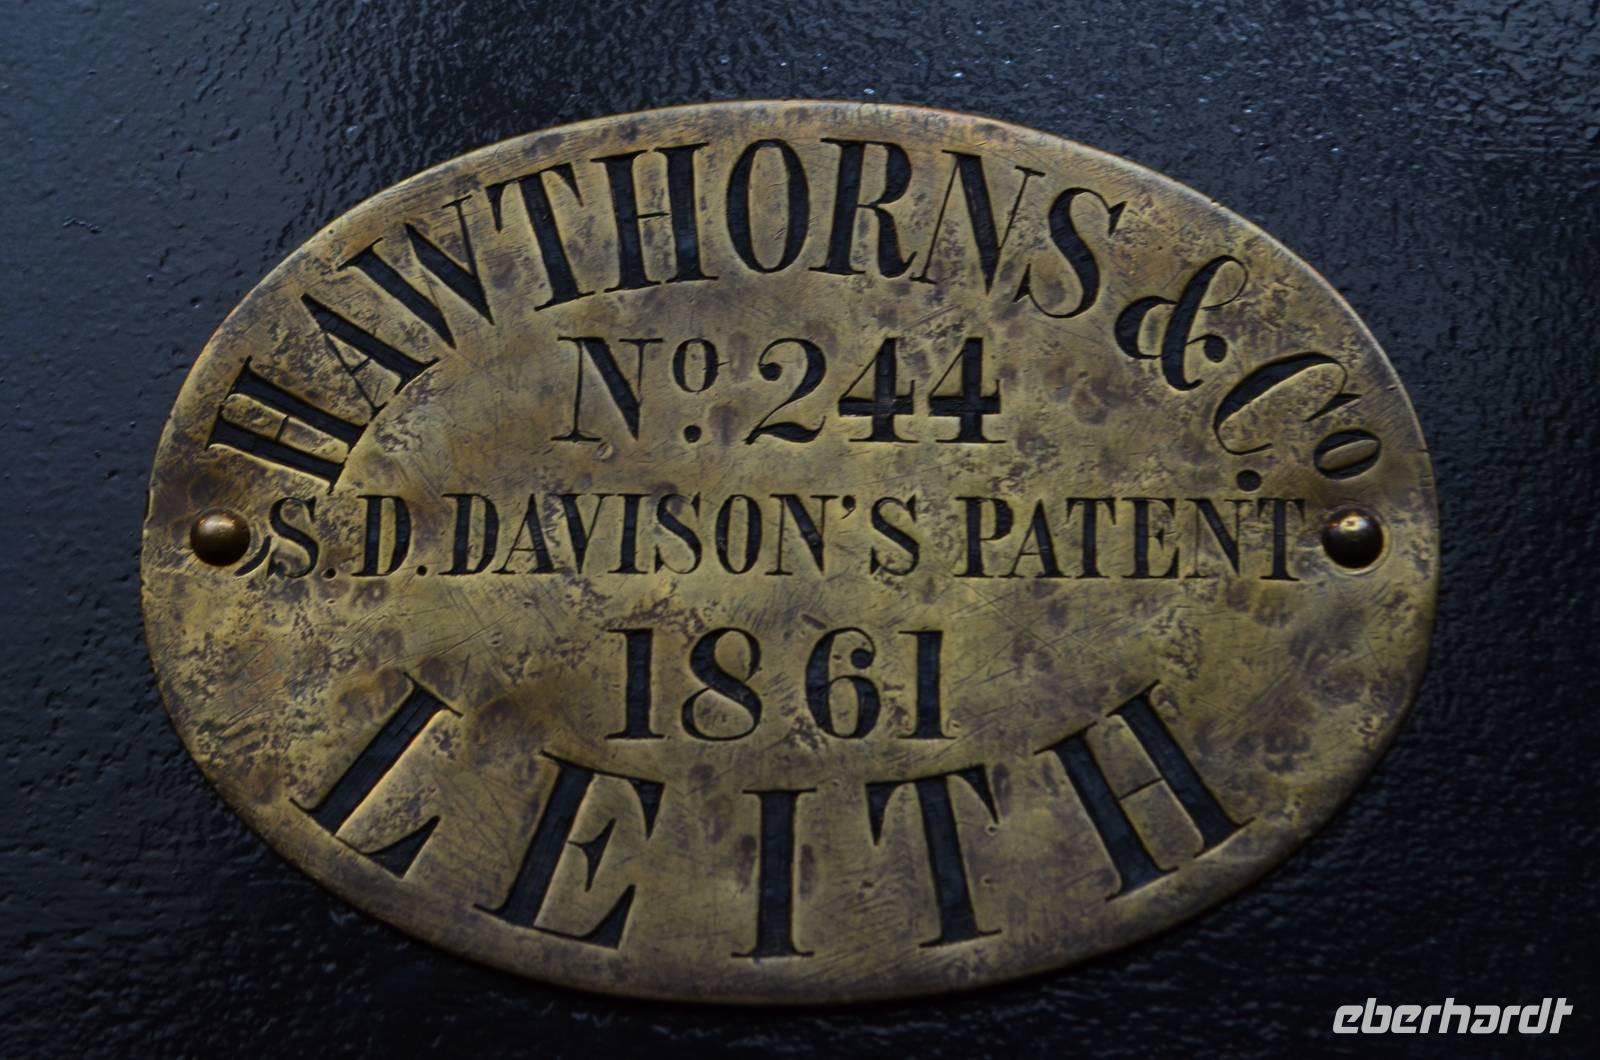 HAWTHORNS & Co.
No. 244
S. D. DAVISON'S PATENT
1861
LEITH
eberhardt